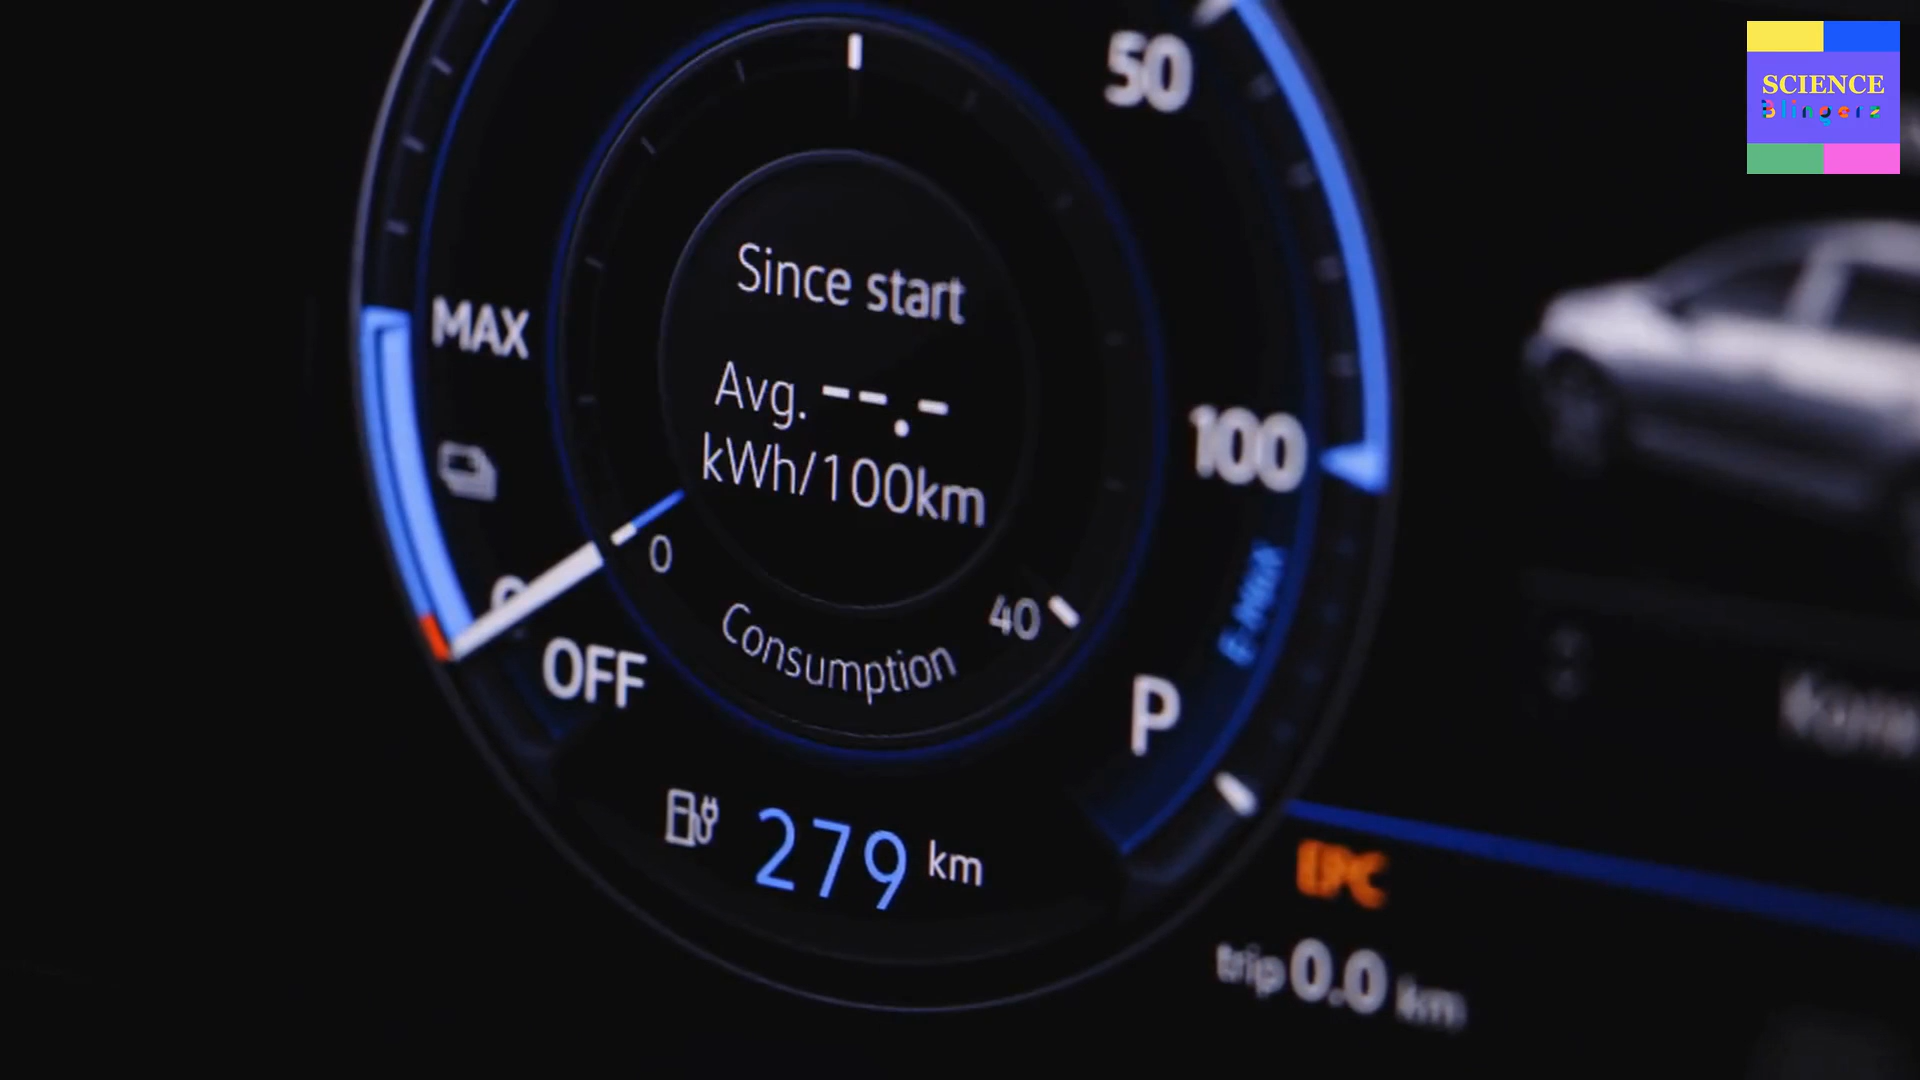 SCIENCE
Blingerz
50
Since start
MAX
Avg. --.-
kWh/100km
100
0
40
Consumption
OFF
P
279 km
EPC
trip 0.0 km